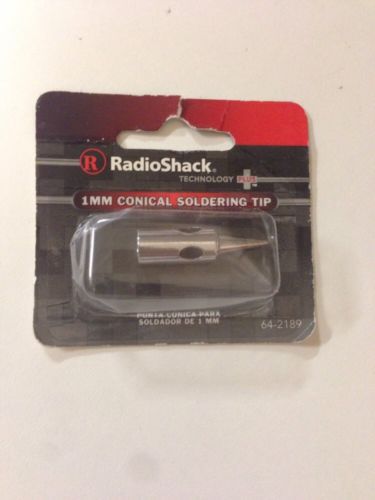 R RadioShack
TECHNOLOGY PLUS
1MM CONICAL SOLDERING TIP
PUNTA CÓNICA PARA
SOLDADOR DE 1 MM
64-2189